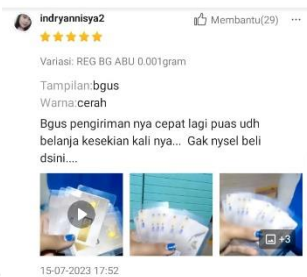 indryannisya2
Membantu(29)
Variasi: REG BG ABU 0.001gram
Tampilan:bgus
Warna:cerah
Bgus pengiriman nya cepat lagi puas udh
belanja kesekian kali nya... Gak nysel beli
dsini....
+3
15-07-2023 17:52